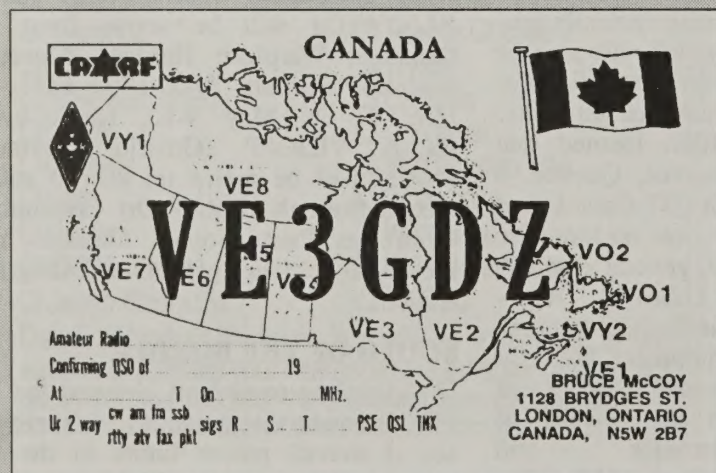 CANADA
CARF
VY1
VE8
VE3GDZ
VE7
VE6
VO2
VO1
VY2
VE3
VE2
VE1
Amateur Radio
Confirming QSO of 19
At T On MHz.
Ur 2 way cw am fm ssb sigs R S T PSE QSL TNX
rtty atv fax pkt
BRUCE McCOY
1128 BRYDGES ST.
LONDON, ONTARIO
CANADA, N5W 2B7